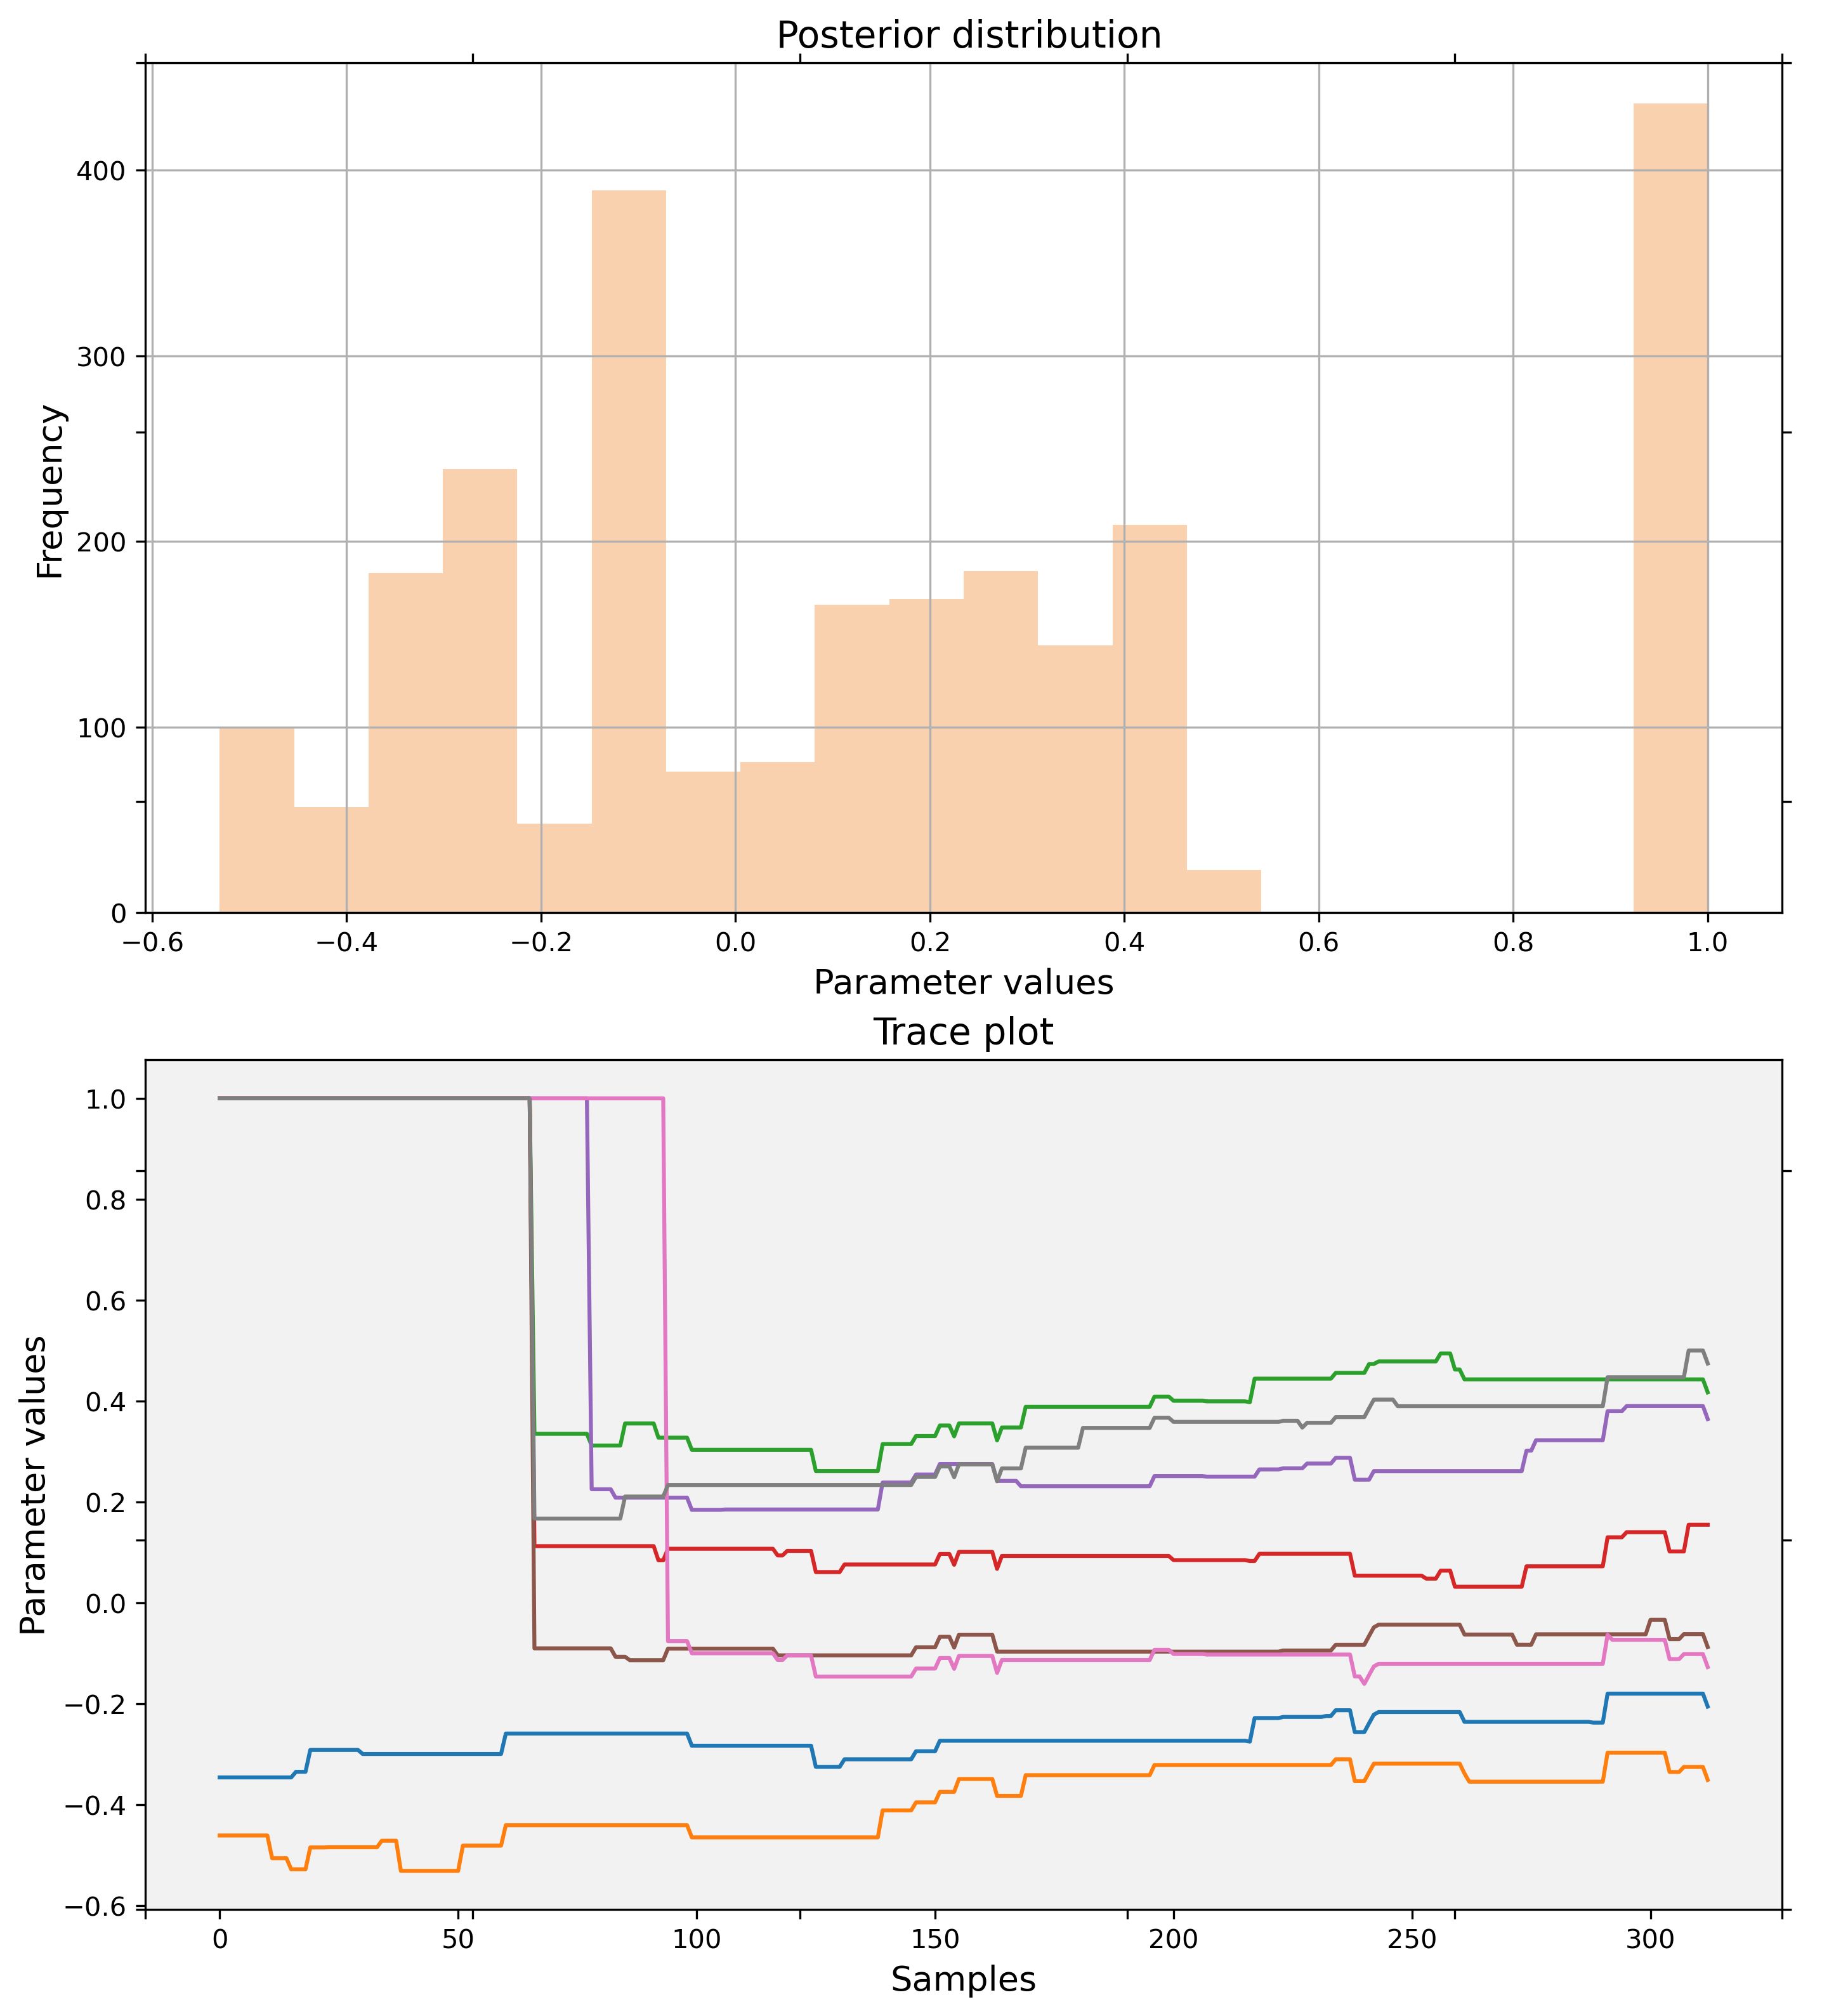 Posterior distribution
400
300
200
100
0
Frequency
−0.6 −0.4 −0.2 0.0 0.2 0.4 0.6 0.8 1.0
Parameter values
Trace plot
1.0
0.8
0.6
0.4
0.2
0.0
−0.2
−0.4
−0.6
Parameter values
0 50 100 150 200 250 300
Samples